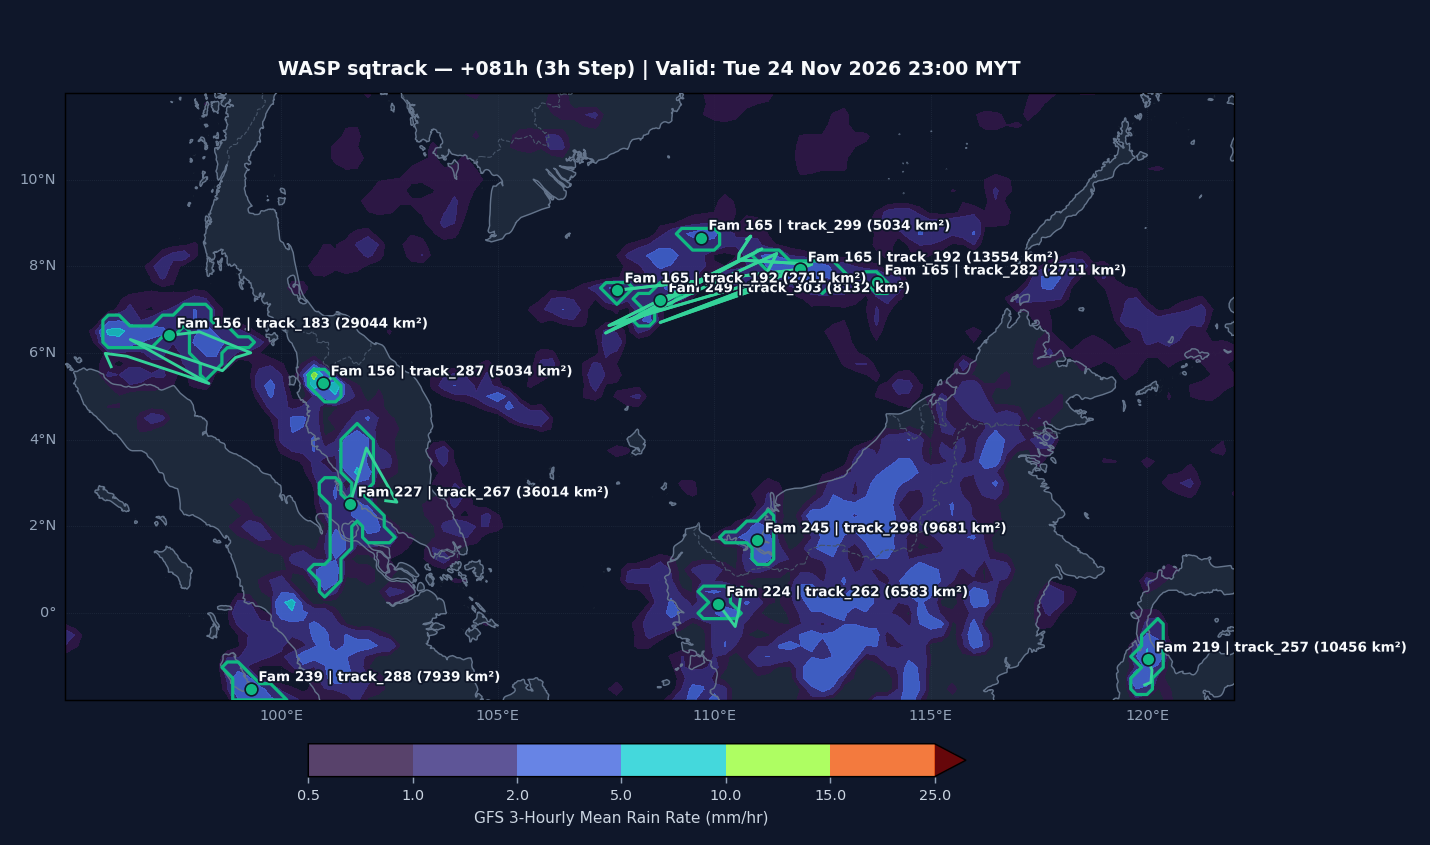 WASP sqtrack — +081h (3h Step) | Valid: Tue 24 Nov 2026 23:00 MYT
10°N
8°N
6°N
4°N
2°N
0°
Fam 165 | track_299 (5034 km²)
Fam 165 | track_192 (13554 km²)
Fam 165 | track_282 (2711 km²)
Fam 165 | track_192 (2711 km²)
Fam 249 | track_303 (8132 km²)
Fam 156 | track_183 (29044 km²)
Fam 156 | track_287 (5034 km²)
Fam 227 | track_267 (36014 km²)
Fam 245 | track_298 (9681 km²)
Fam 224 | track_262 (6583 km²)
Fam 219 | track_257 (10456 km²)
Fam 239 | track_288 (7939 km²)
100°E 105°E 110°E 115°E 120°E
0.5 1.0 2.0 5.0 10.0 15.0 25.0
GFS 3-Hourly Mean Rain Rate (mm/hr)